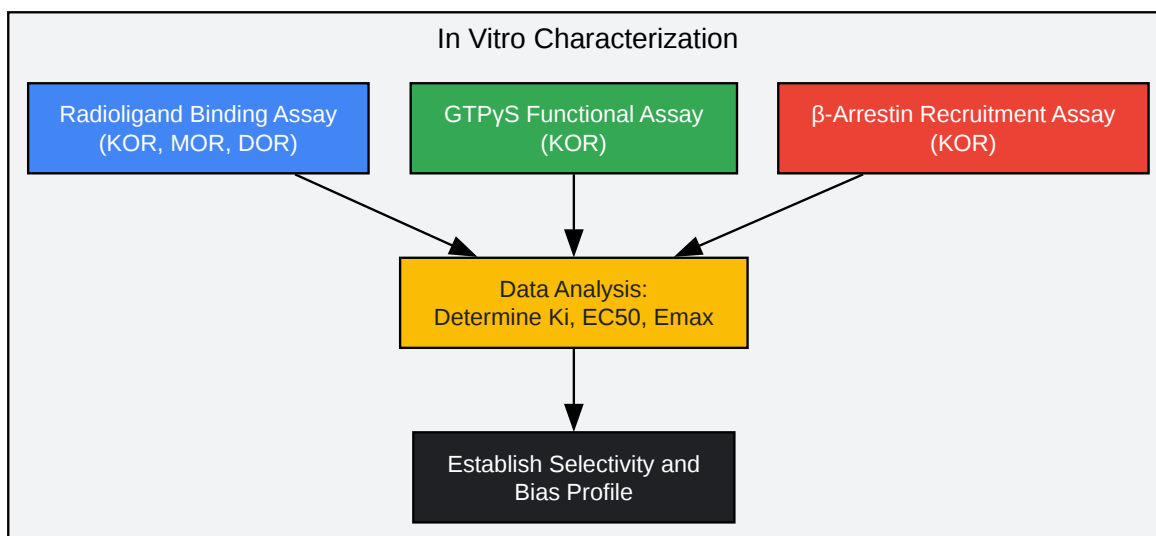 In Vitro Characterization
Radioligand Binding Assay
(KOR, MOR, DOR)
GTPγS Functional Assay
(KOR)
β-Arrestin Recruitment Assay
(KOR)
Data Analysis:
Determine Ki, EC50, Emax
Establish Selectivity and
Bias Profile